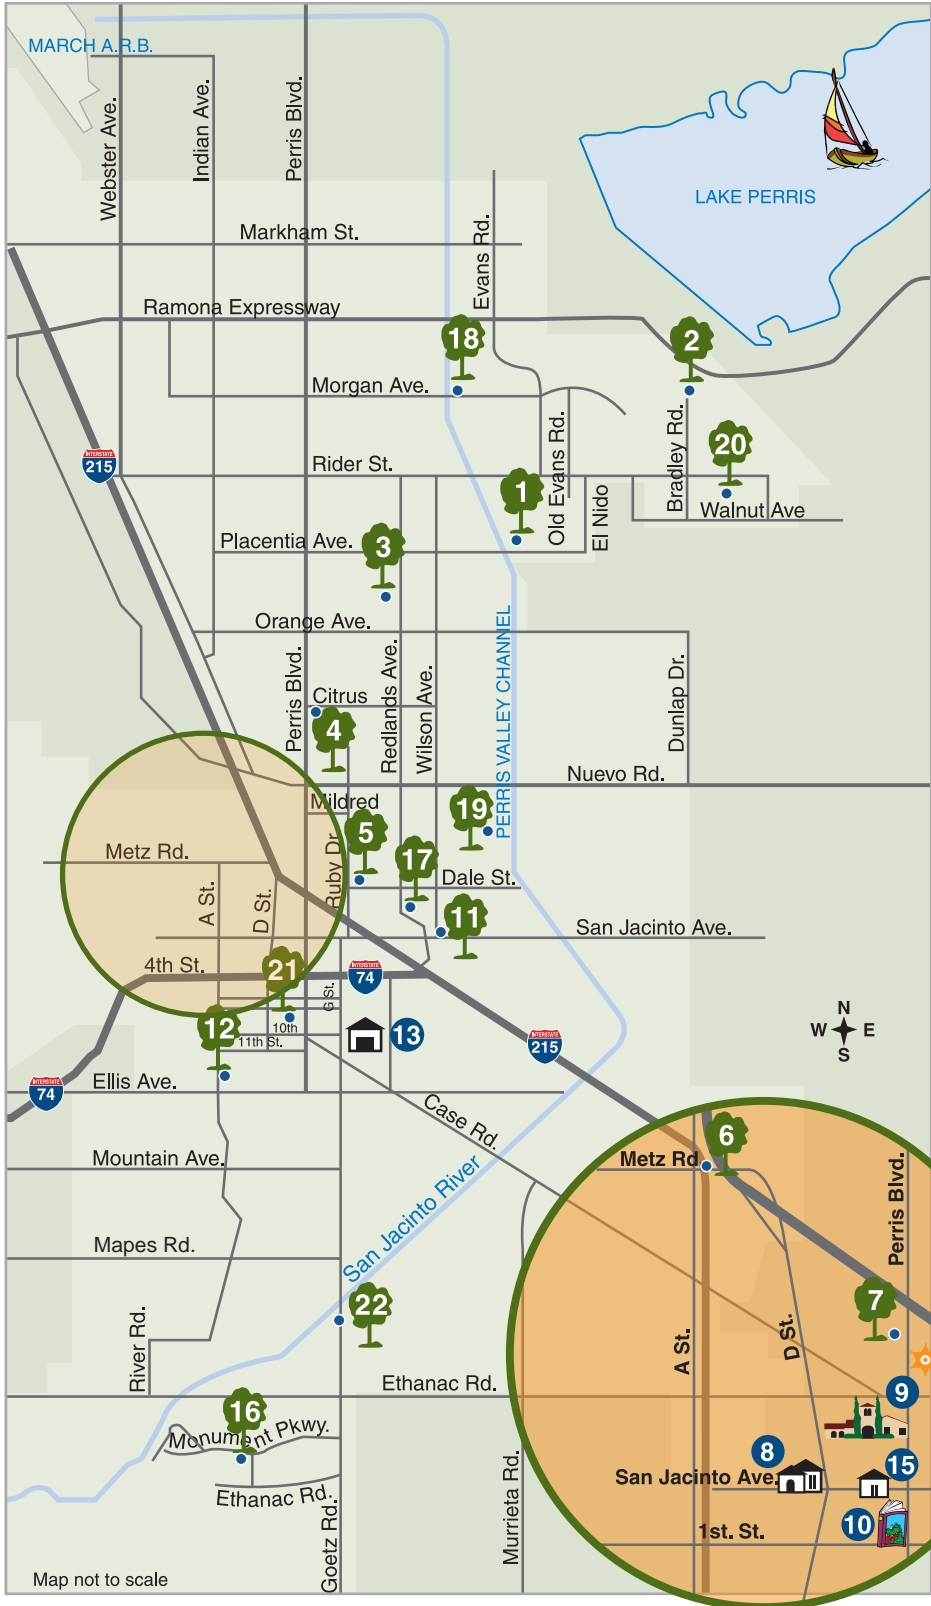 MARCH A.R.B.
Webster Ave.
Indian Ave.
Perris Blvd.
LAKE PERRIS
Markham St.
Evans Rd.
Ramona Expressway
18
2
Morgan Ave.
Old Evans Rd.
Bradley Rd.
20
INTERSTATE
215
Rider St.
1
El Nido
Walnut Ave
Placentia Ave.
3
Orange Ave.
PERRIS VALLEY CHANNEL
Perris Blvd.
Citrus
Redlands Ave.
Wilson Ave.
Dunlap Dr.
4
Nuevo Rd.
Mildred
19
5
Ruby Dr.
17
Metz Rd.
A St.
D St.
Dale St.
11
San Jacinto Ave.
4th St.
21
INTERSTATE
74
G St.
12
10th
11th St.
13
INTERSTATE
215
N
W
E
S
INTERSTATE
74
Ellis Ave.
Case Rd.
6
Mountain Ave.
Metz Rd
Perris Blvd.
San Jacinto River
Mapes Rd.
22
7
River Rd.
A St.
D St.
Ethanac Rd.
9
16
Monument Pkwy.
8
15
San Jacinto Ave.
Ethanac Rd.
Goetz Rd.
Murrieta Rd.
10
1st. St.
Map not to scale